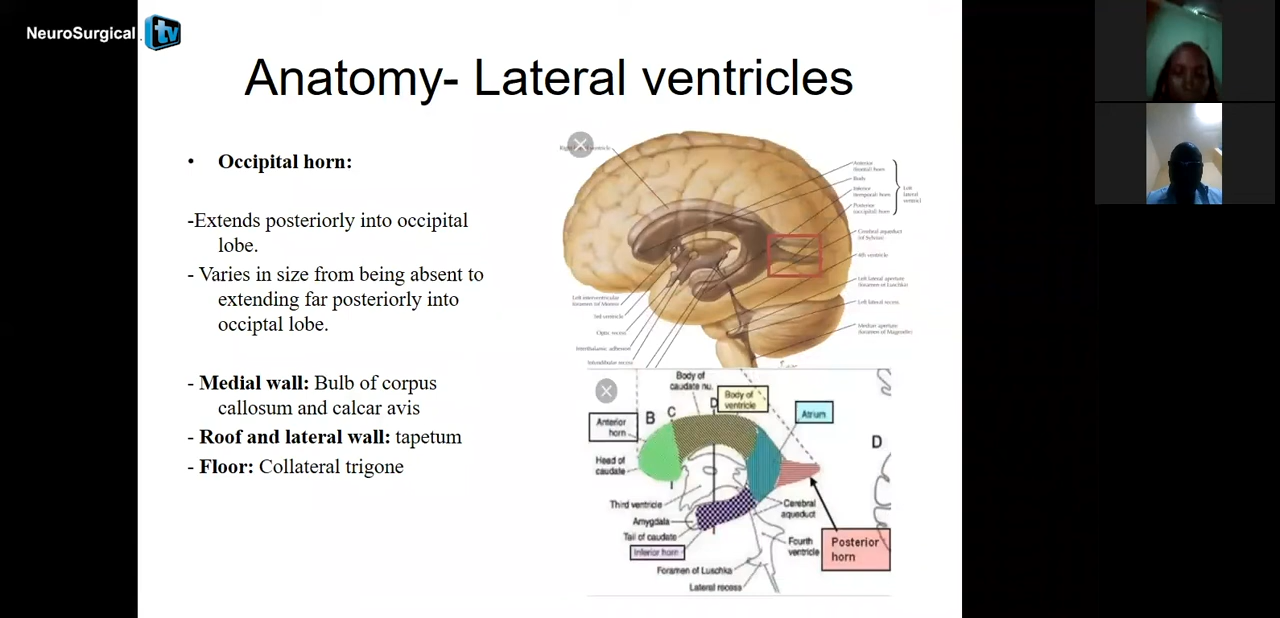 NeuroSurgical tv
Anatomy- Lateral ventricles
• Occipital horn:
-Extends posteriorly into occipital
lobe.
- Varies in size from being absent to
extending far posteriorly into
occiptal lobe.
- Medial wall: Bulb of corpus
callosum and calcar avis
- Roof and lateral wall: tapetum
- Floor: Collateral trigone
Anterior
(frontal) horn
Body
Inferior
(temporal) horn
Posterior
(occipital) horn
Left
lateral
Cerebral aqueduct
(of Sylvius)
4th ventricle
Left lateral aperture
(foramen of Luschka)
Left lateral recess
Median aperture
(foramen of Magendie)
Left interventricular
foramen (of Monro)
3rd ventricle
Optic recess
Interthalamic adhesion
Infundibular recess
Body of
caudate nu.
D
Body of
ventricle
C
B
Anterior
horn
Atrium
D
Head of
caudate
Third ventricle
Amygdala
Tail of caudate
Inferior horn
Foramen of Luschka
Lateral recess
Cerebral
aqueduct
Fourth
ventricle
Posterior
horn